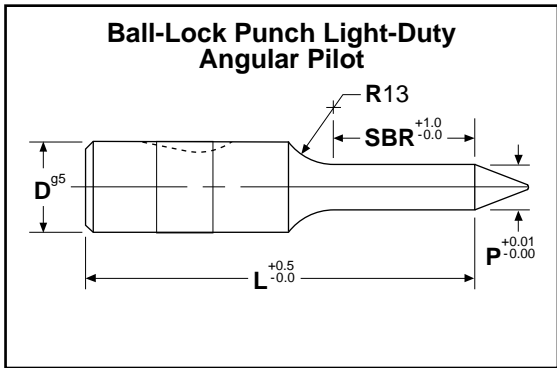 Ball-Lock Punch Light-Duty
Angular Pilot
R13
SBR +1.0 -0.0
D g5
P +0.01 -0.00
L +0.5 -0.0